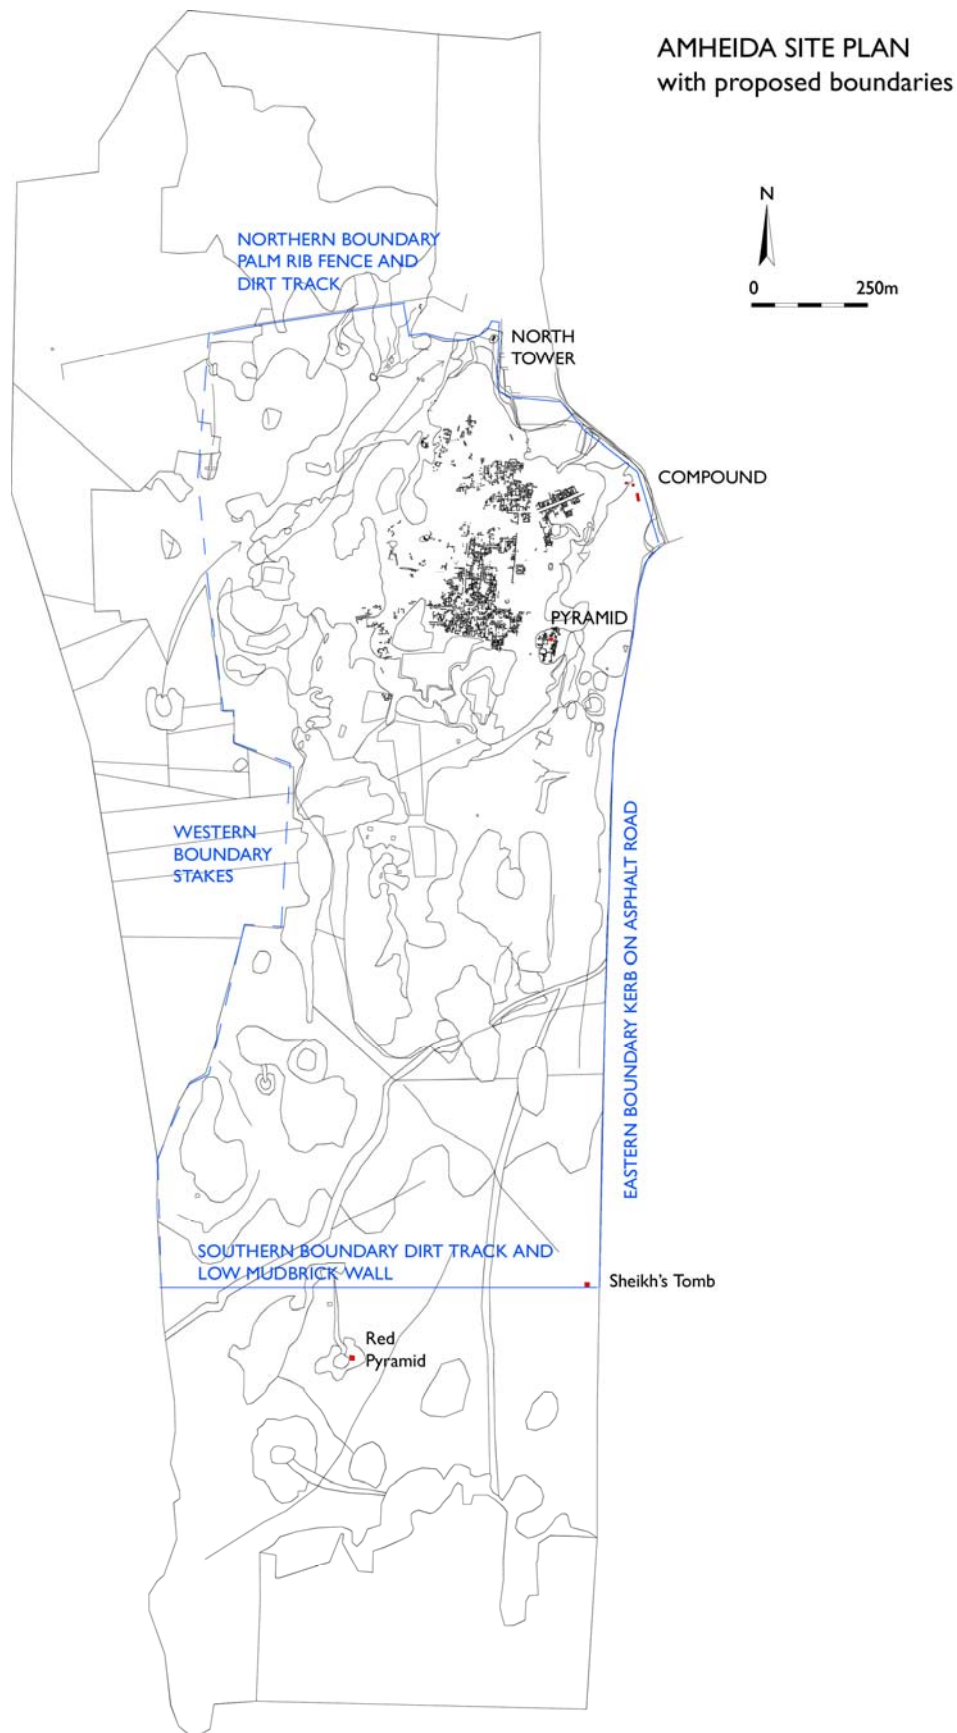 AMHEIDA SITE PLAN
with proposed boundaries
N
0 250m
NORTHERN BOUNDARY
PALM RIB FENCE AND
DIRT TRACK
NORTH
TOWER
COMPOUND
PYRAMID
WESTERN
BOUNDARY
STAKES
EASTERN BOUNDARY KERB ON ASPHALT ROAD
SOUTHERN BOUNDARY DIRT TRACK AND
LOW MUDBRICK WALL
Sheikh's Tomb
Red
Pyramid